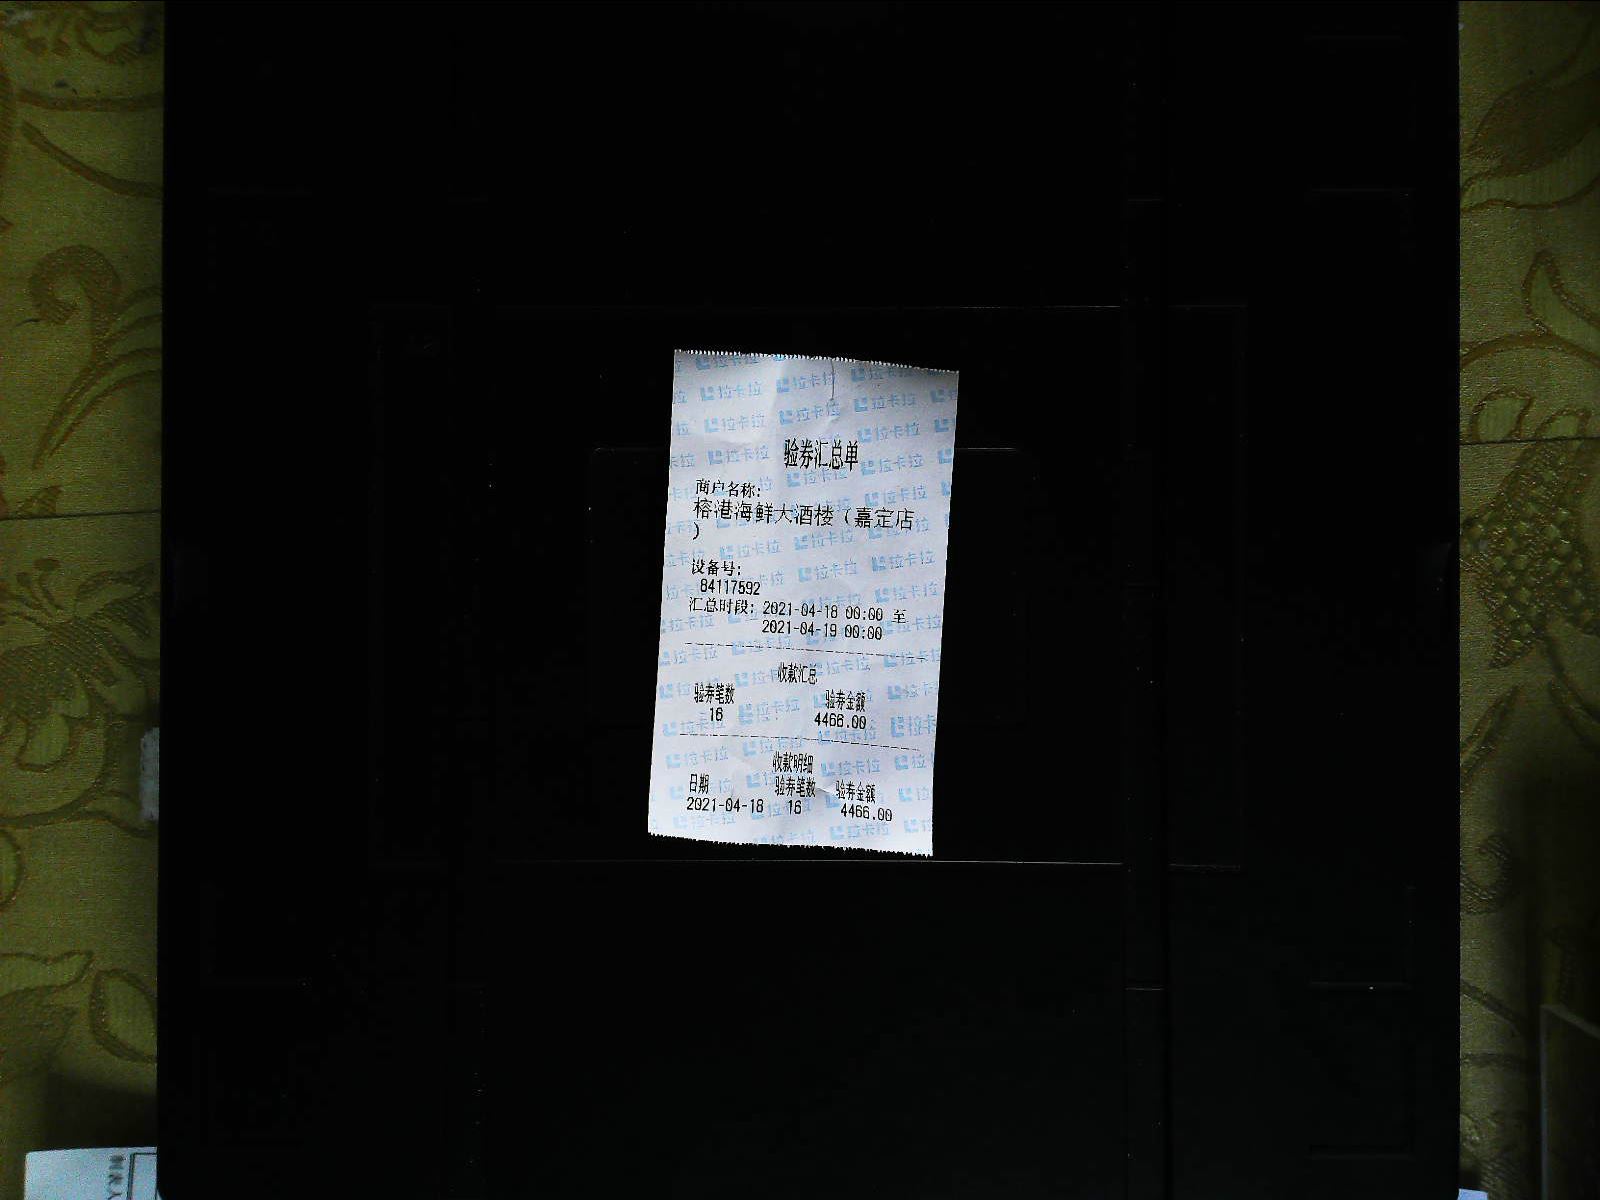 验券汇总单
商户名称:
榕港海鲜大酒楼（嘉定店
）
设备号:
84117592
汇总时段: 2021-04-18 00:00 至
2021-04-19 00:00
收款汇总
验券笔数 验券金额
16 4466.00
收款明细
日期 验券笔数 验券金额
2021-04-18 16 4466.00
拉卡拉